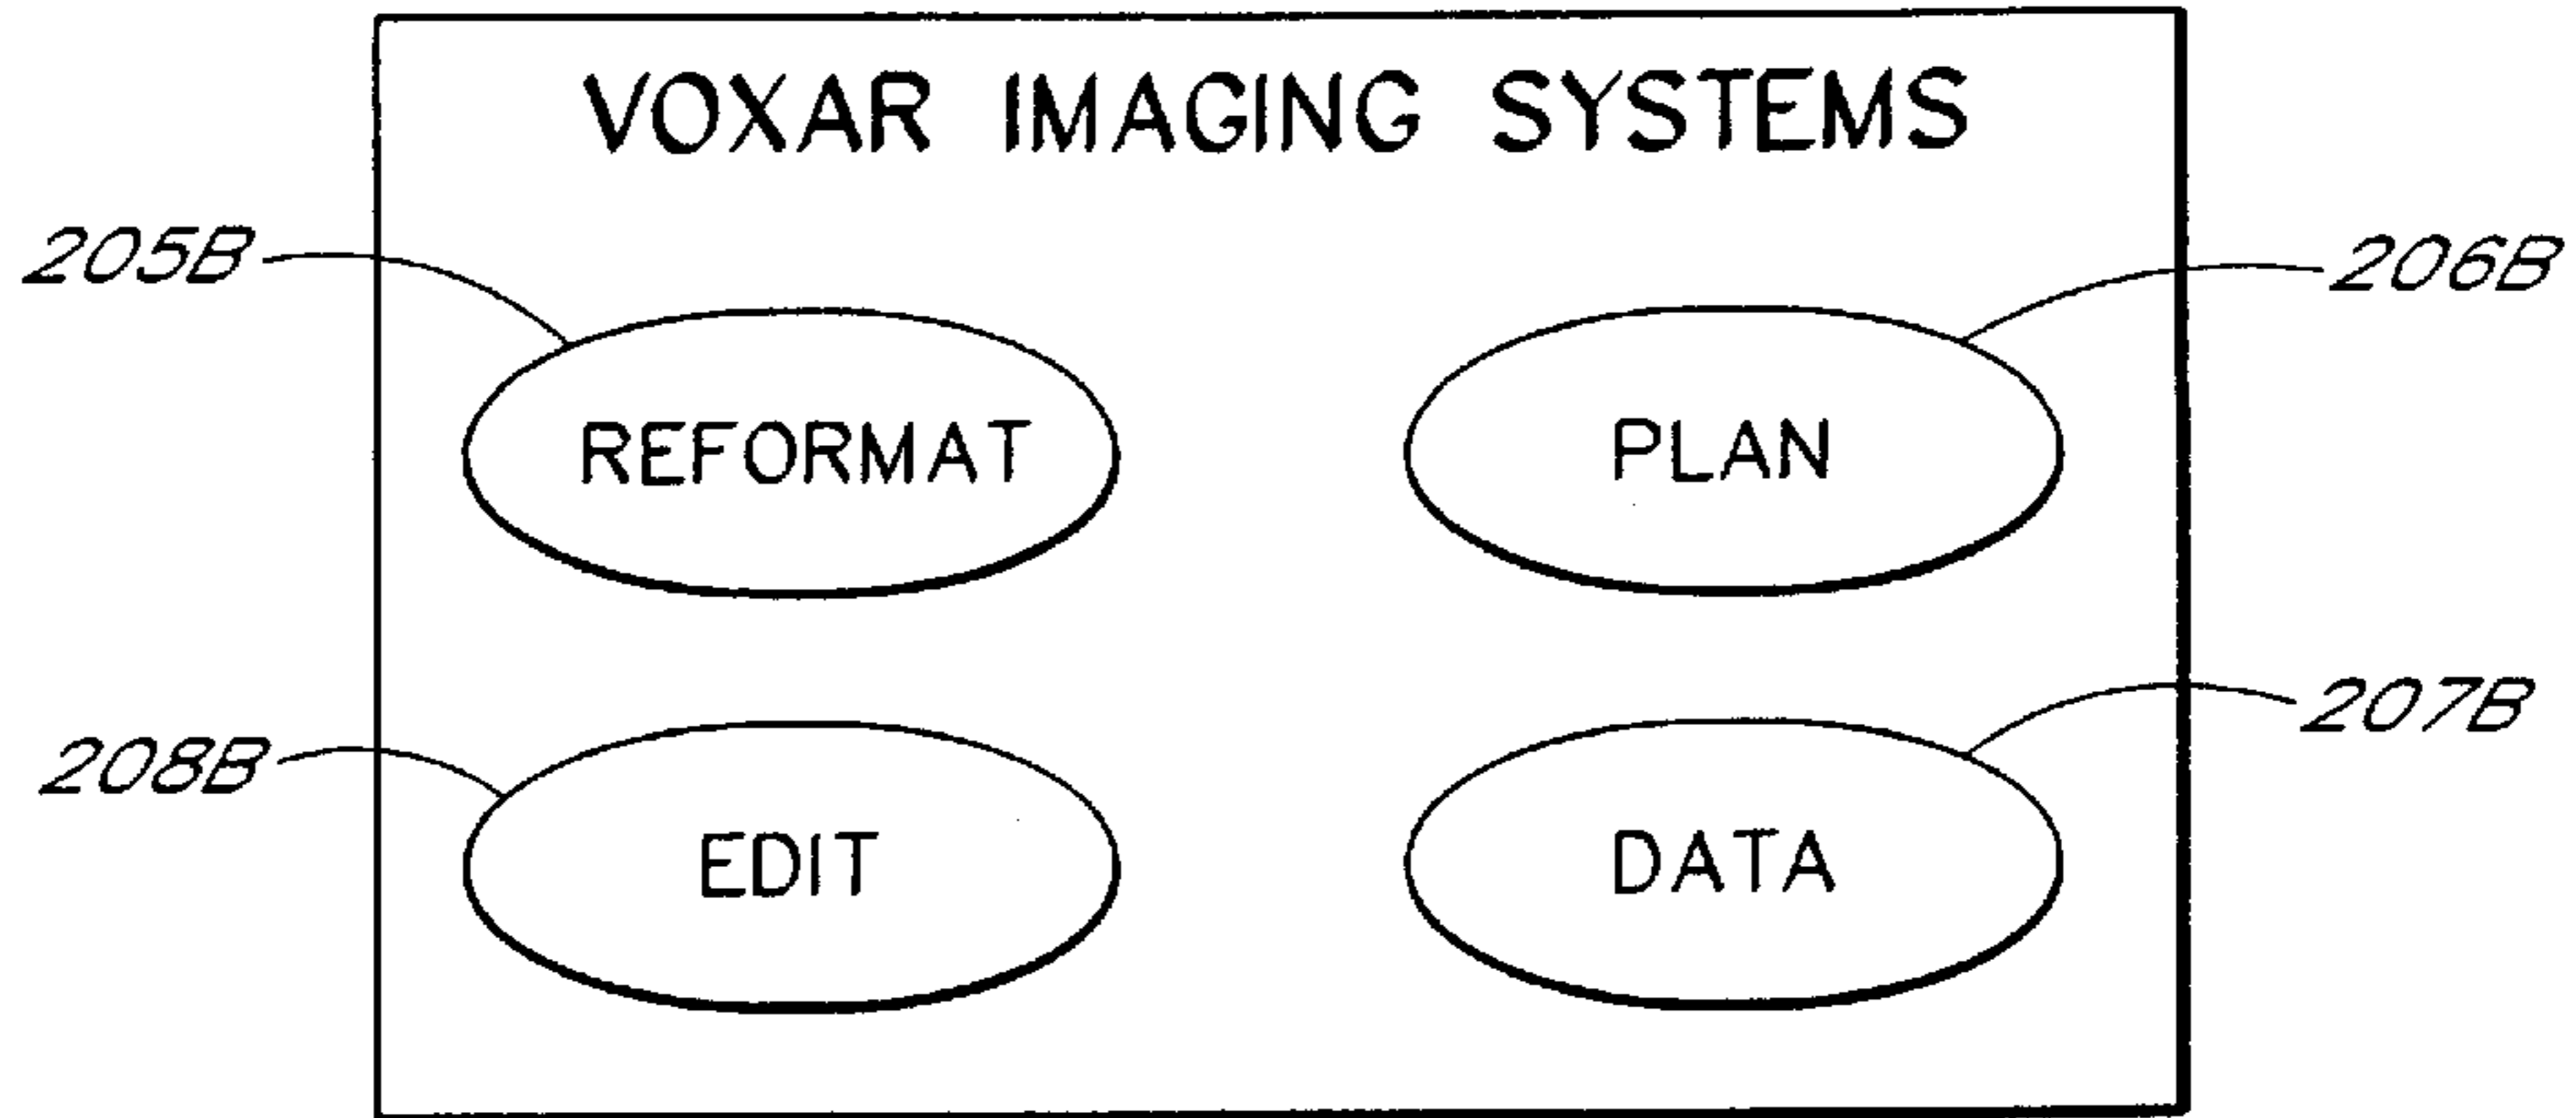 VOXAR IMAGING SYSTEMS
205B
206B
REFORMAT
PLAN
208B
207B
EDIT
DATA